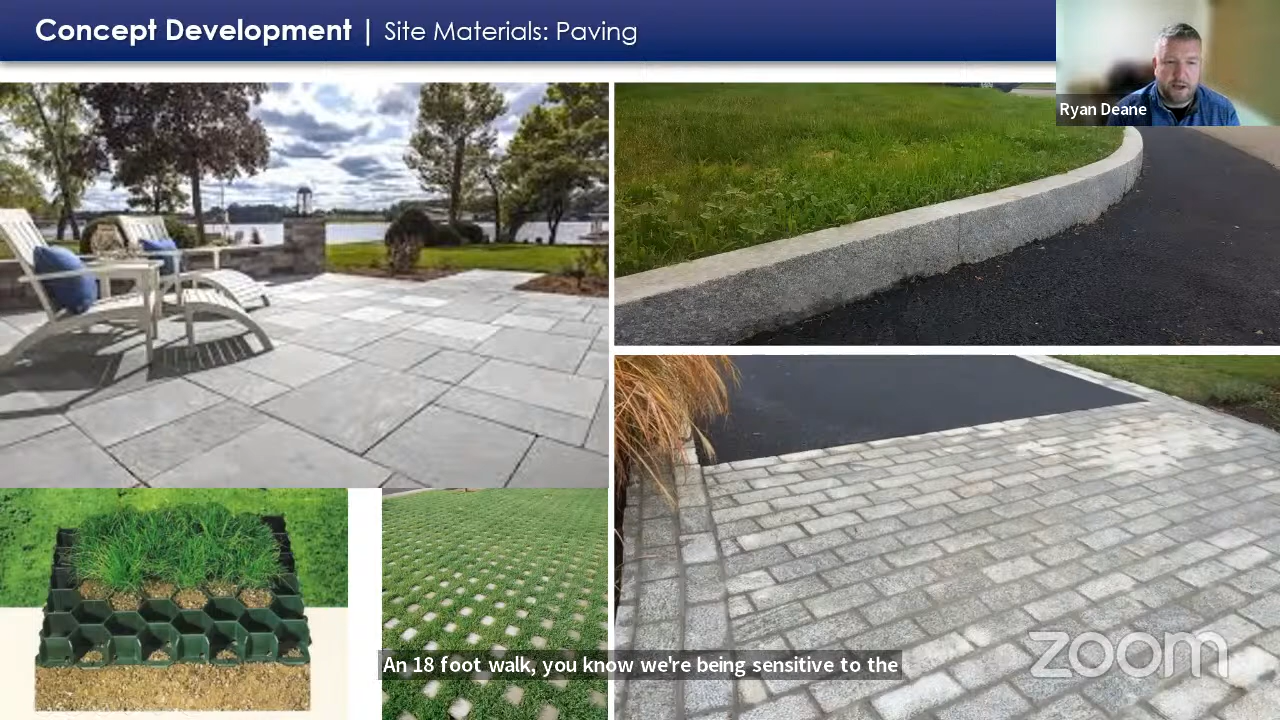 Concept Development | Site Materials: Paving
Ryan Deane
An 18 foot walk, you know we're being sensitive to the
zoom